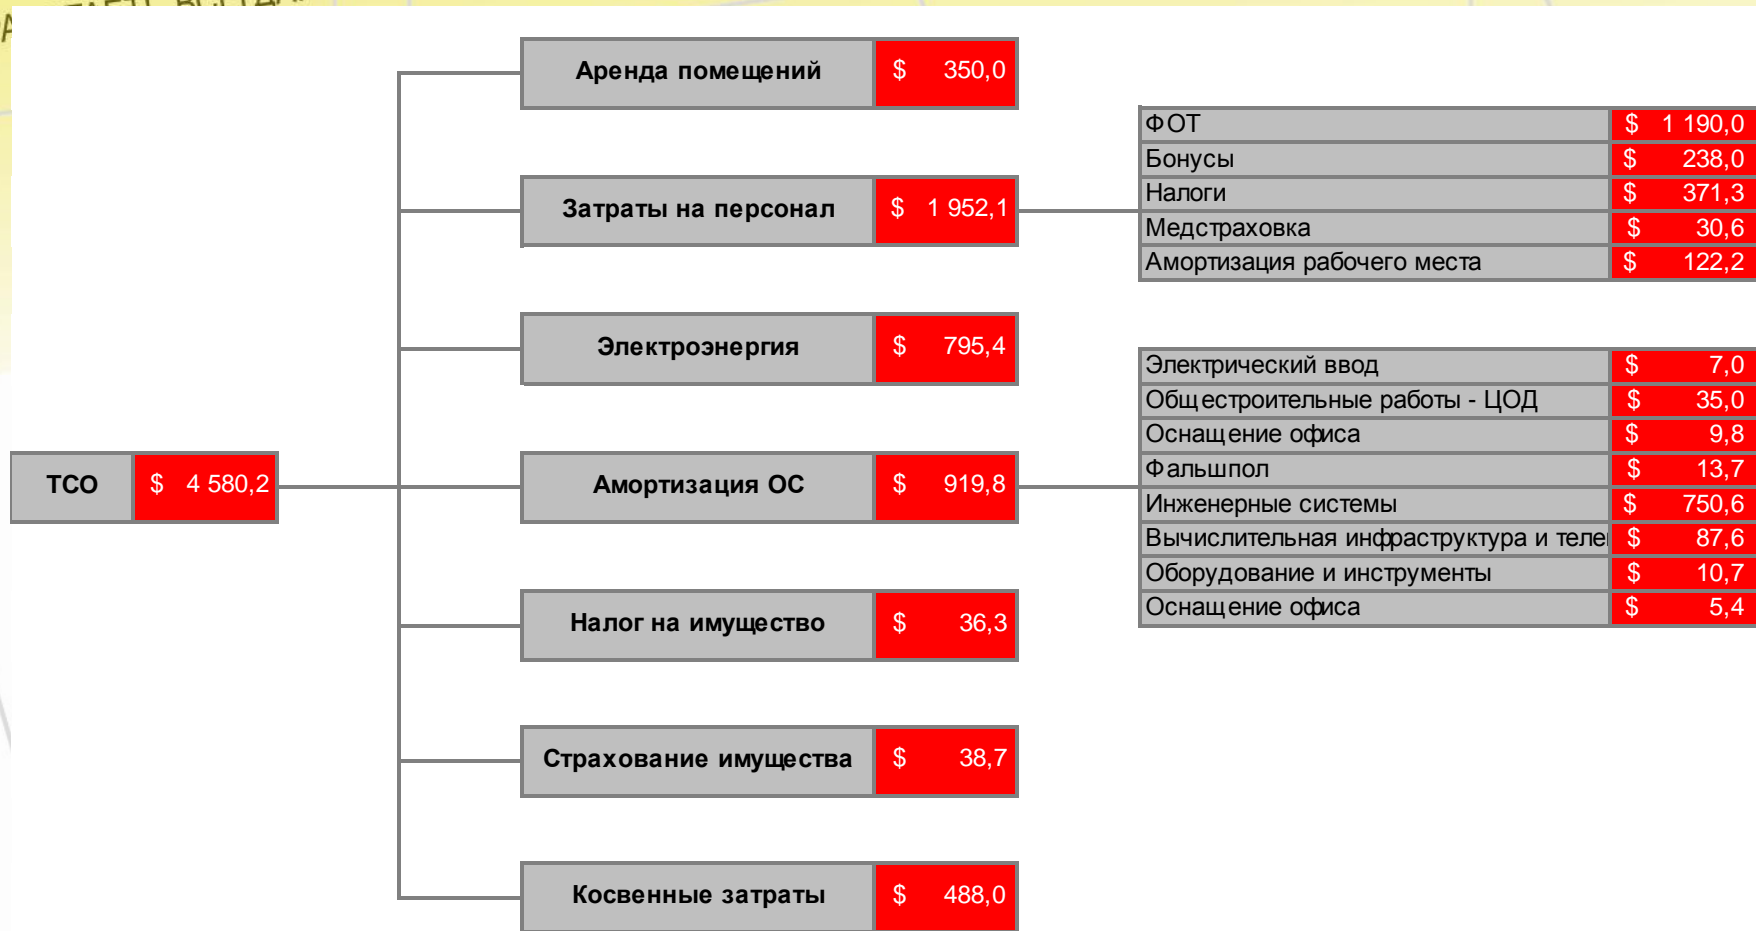 Аренда помещений $ 350,0
ФОТ $ 1 190,0
Бонусы $ 238,0
Затраты на персонал $ 1 952,1
Налоги $ 371,3
Медстраховка $ 30,6
Амортизация рабочего места $ 122,2
Электроэнергия $ 795,4
Электрический ввод $ 7,0
Общестроительные работы - ЦОД $ 35,0
Оснащение офиса $ 9,8
Фальшпол $ 13,7
ТСО $ 4 580,2
Амортизация ОС $ 919,8
Инженерные системы $ 750,6
Вычислительная инфраструктура и теле $ 87,6
Оборудование и инструменты $ 10,7
Оснащение офиса $ 5,4
Налог на имущество $ 36,3
Страхование имущества $ 38,7
Косвенные затраты $ 488,0